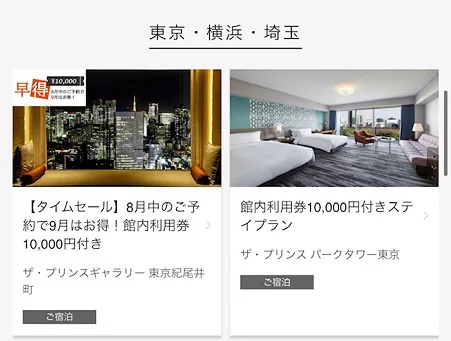 東京・横浜・埼玉
早得
¥10,000
8月中のご予約で
9月はお得！
【タイムセール】8月中のご予
約で9月はお得！館内利用券
10,000円付き
ザ・プリンスギャラリー 東京紀尾井
町
ご宿泊
館内利用券10,000円付きステ
イプラン
ザ・プリンス パークタワー東京
ご宿泊